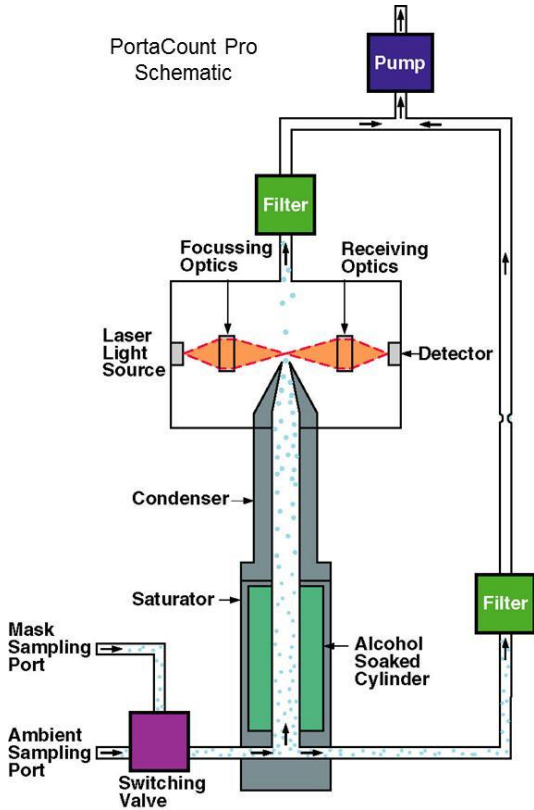 PortaCount Pro
Schematic
Pump
Filter
Focussing
Optics
Receiving
Optics
Laser
Light
Source
Detector
Condenser
Saturator
Filter
Mask
Sampling
Port
Alcohol
Soaked
Cylinder
Ambient
Sampling
Port
Switching
Valve